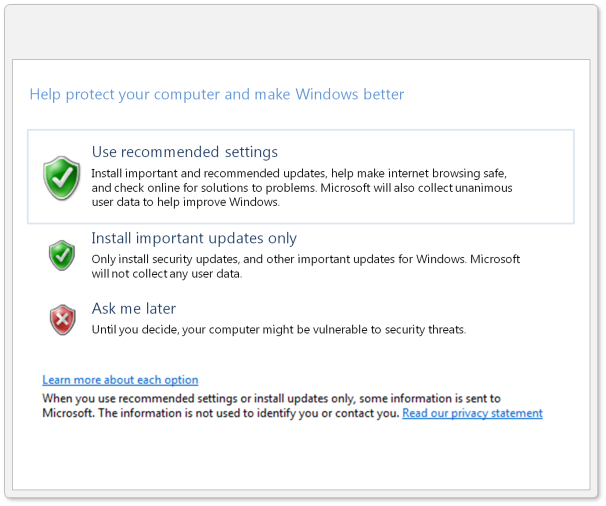 Help protect your computer and make Windows better
Use recommended settings
Install important and recommended updates, help make internet browsing safe,
and check online for solutions to problems. Microsoft will also collect unanimous
user data to help improve Windows.
Install important updates only
Only install security updates, and other important updates for Windows. Microsoft
will not collect any user data.
Ask me later
Until you decide, your computer might be vulnerable to security threats.
Learn more about each option
When you use recommended settings or install updates only, some information is sent to
Microsoft. The information is not used to identify you or contact you. Read our privacy statement